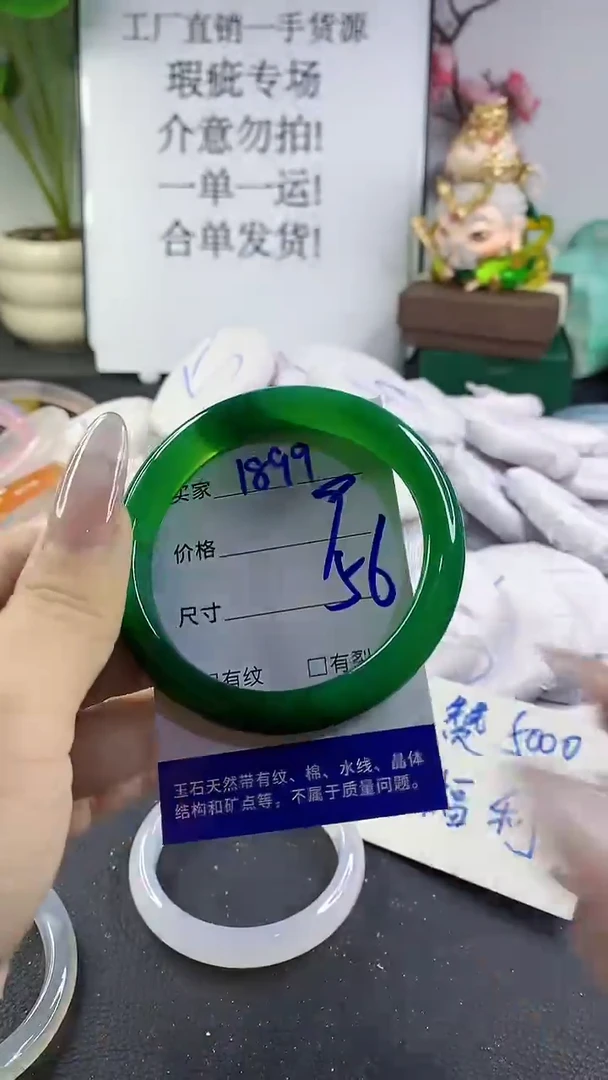 工厂直销一手货源
瑕疵专场
介意勿拍!
一单一运!
合单发货!
买家 1899
价格
尺寸 56
有纹 □有裂
玉石天然带有纹、棉、水线、晶体
结构和矿点等。不属于质量问题。
赞 5000
福利